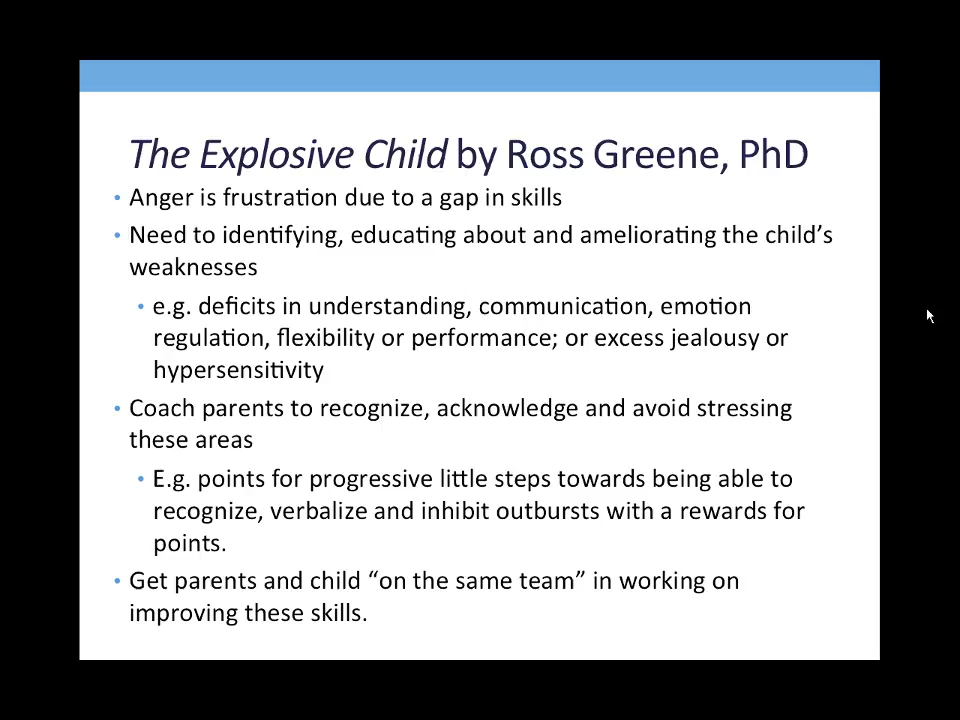 The Explosive Child by Ross Greene, PhD
• Anger is frustration due to a gap in skills
• Need to identifying, educating about and ameliorating the child’s
weaknesses
• e.g. deficits in understanding, communication, emotion
regulation, flexibility or performance; or excess jealousy or
hypersensitivity
• Coach parents to recognize, acknowledge and avoid stressing
these areas
• E.g. points for progressive little steps towards being able to
recognize, verbalize and inhibit outbursts with a rewards for
points.
• Get parents and child “on the same team” in working on
improving these skills.